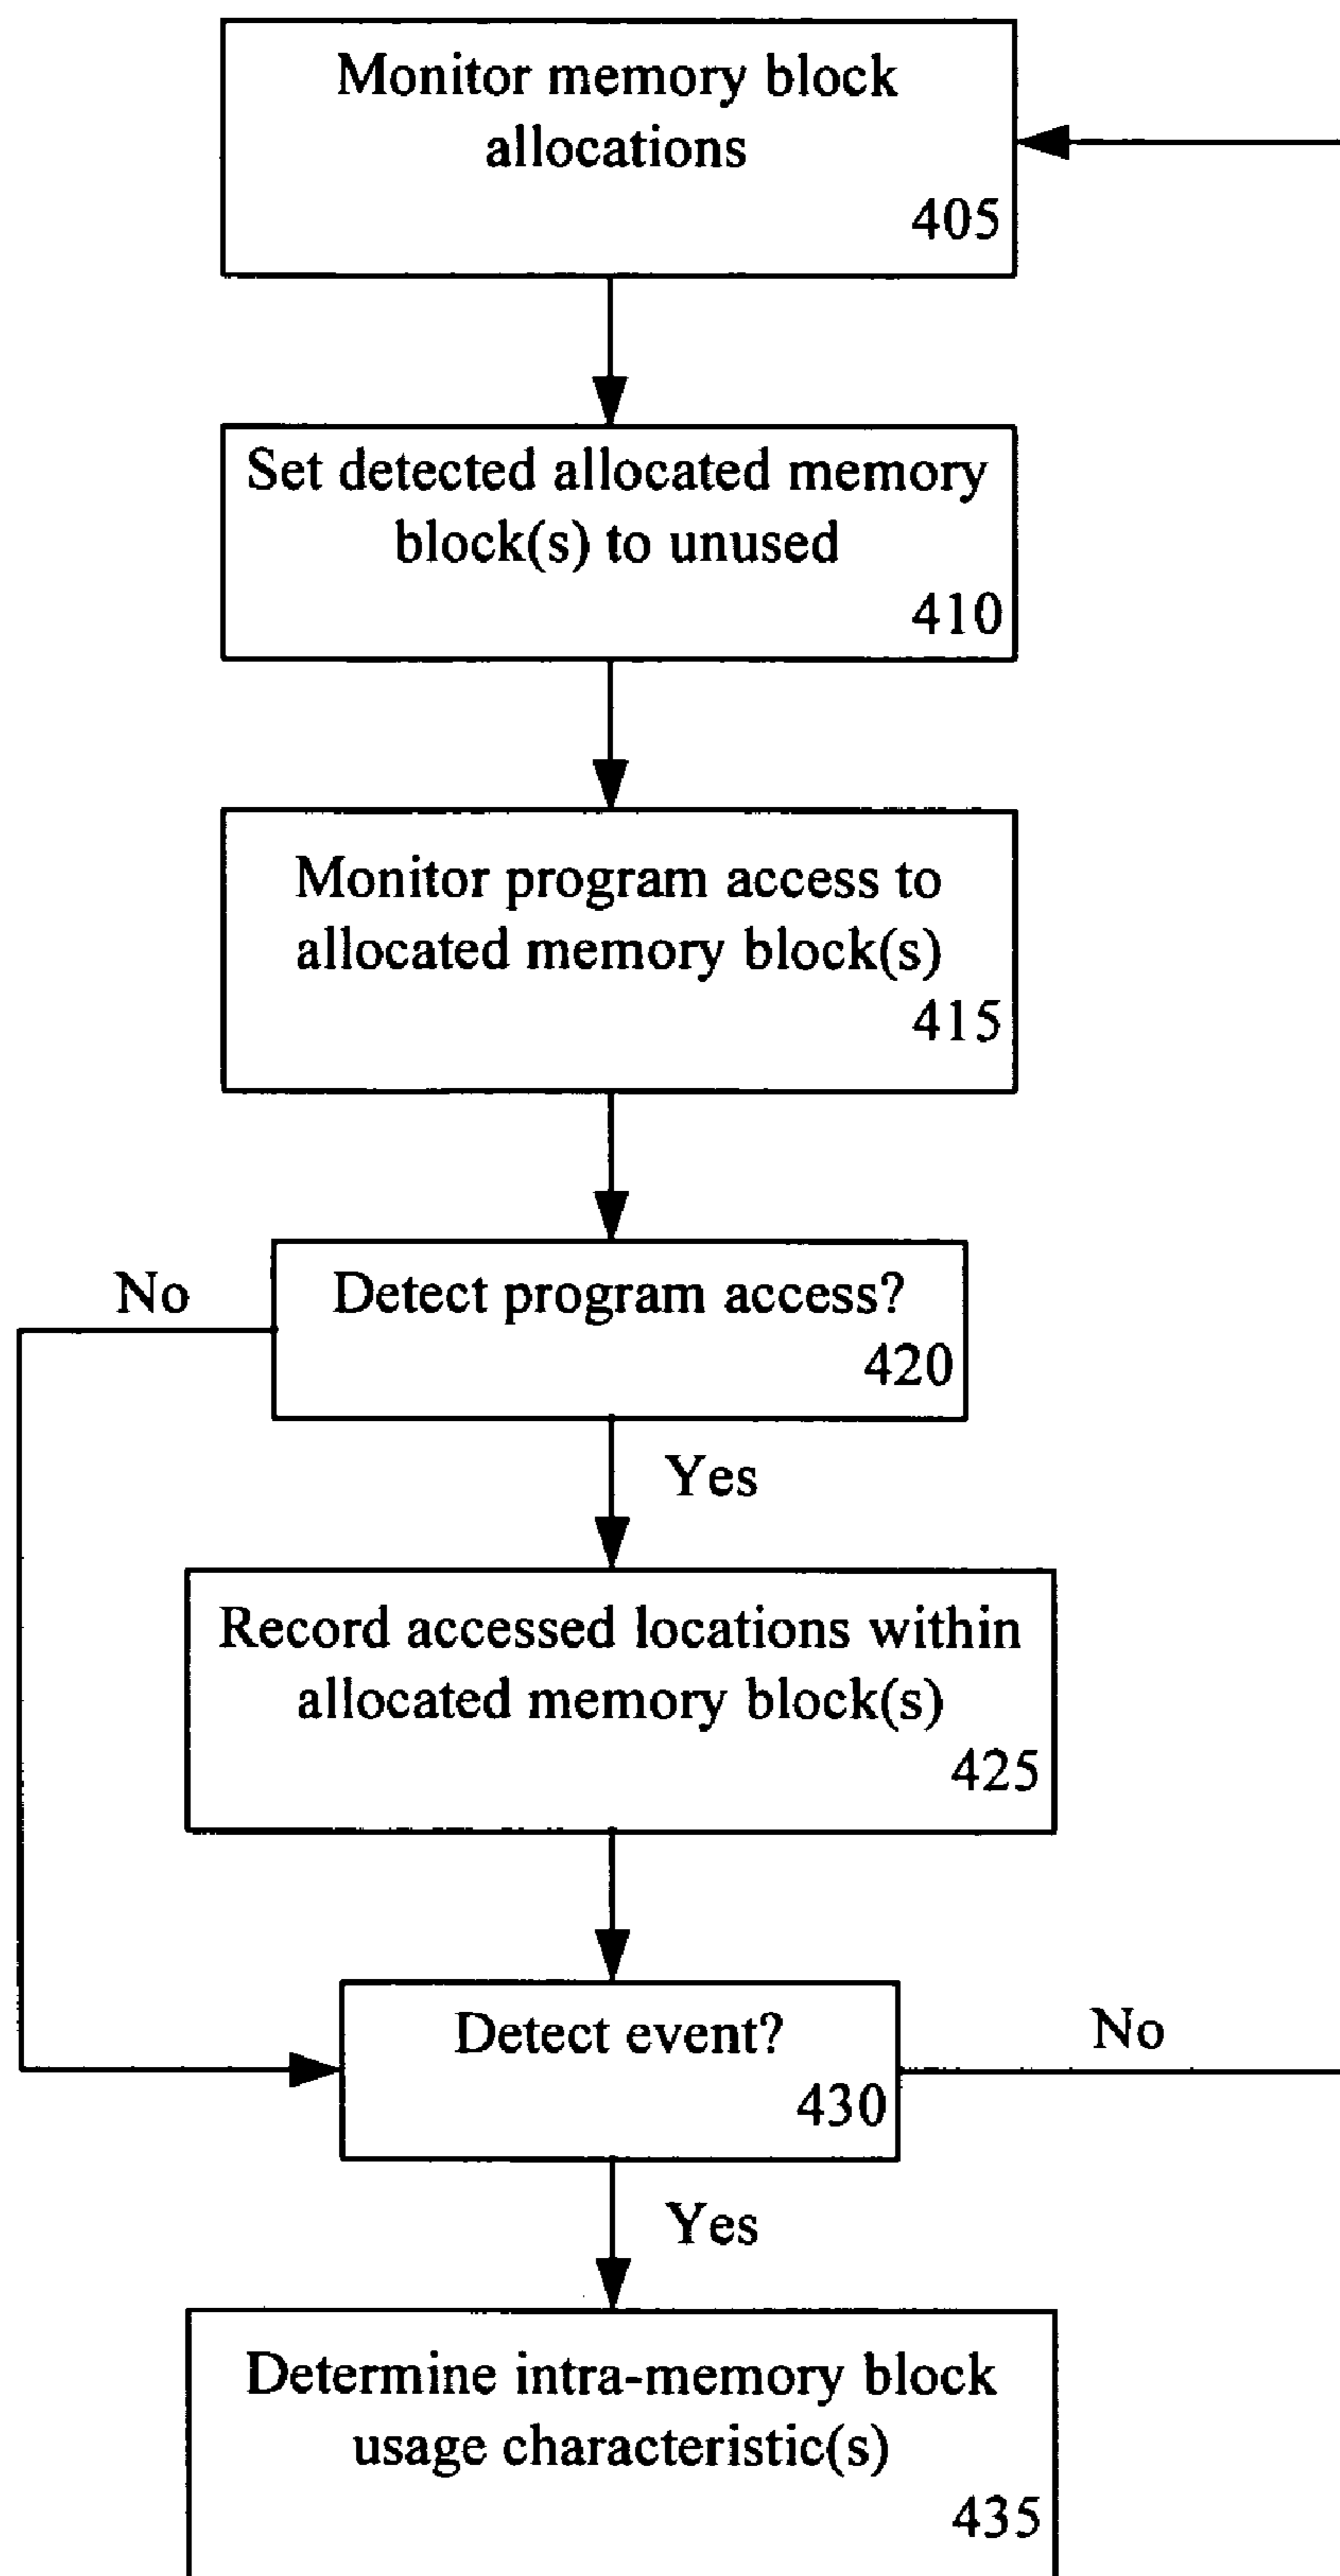 Monitor memory block
allocations
405
Set detected allocated memory
block(s) to unused
410
Monitor program access to
allocated memory block(s)
415
No
Detect program access?
420
Yes
Record accessed locations within
allocated memory block(s)
425
Detect event?
430
No
Yes
Determine intra-memory block
usage characteristic(s)
435